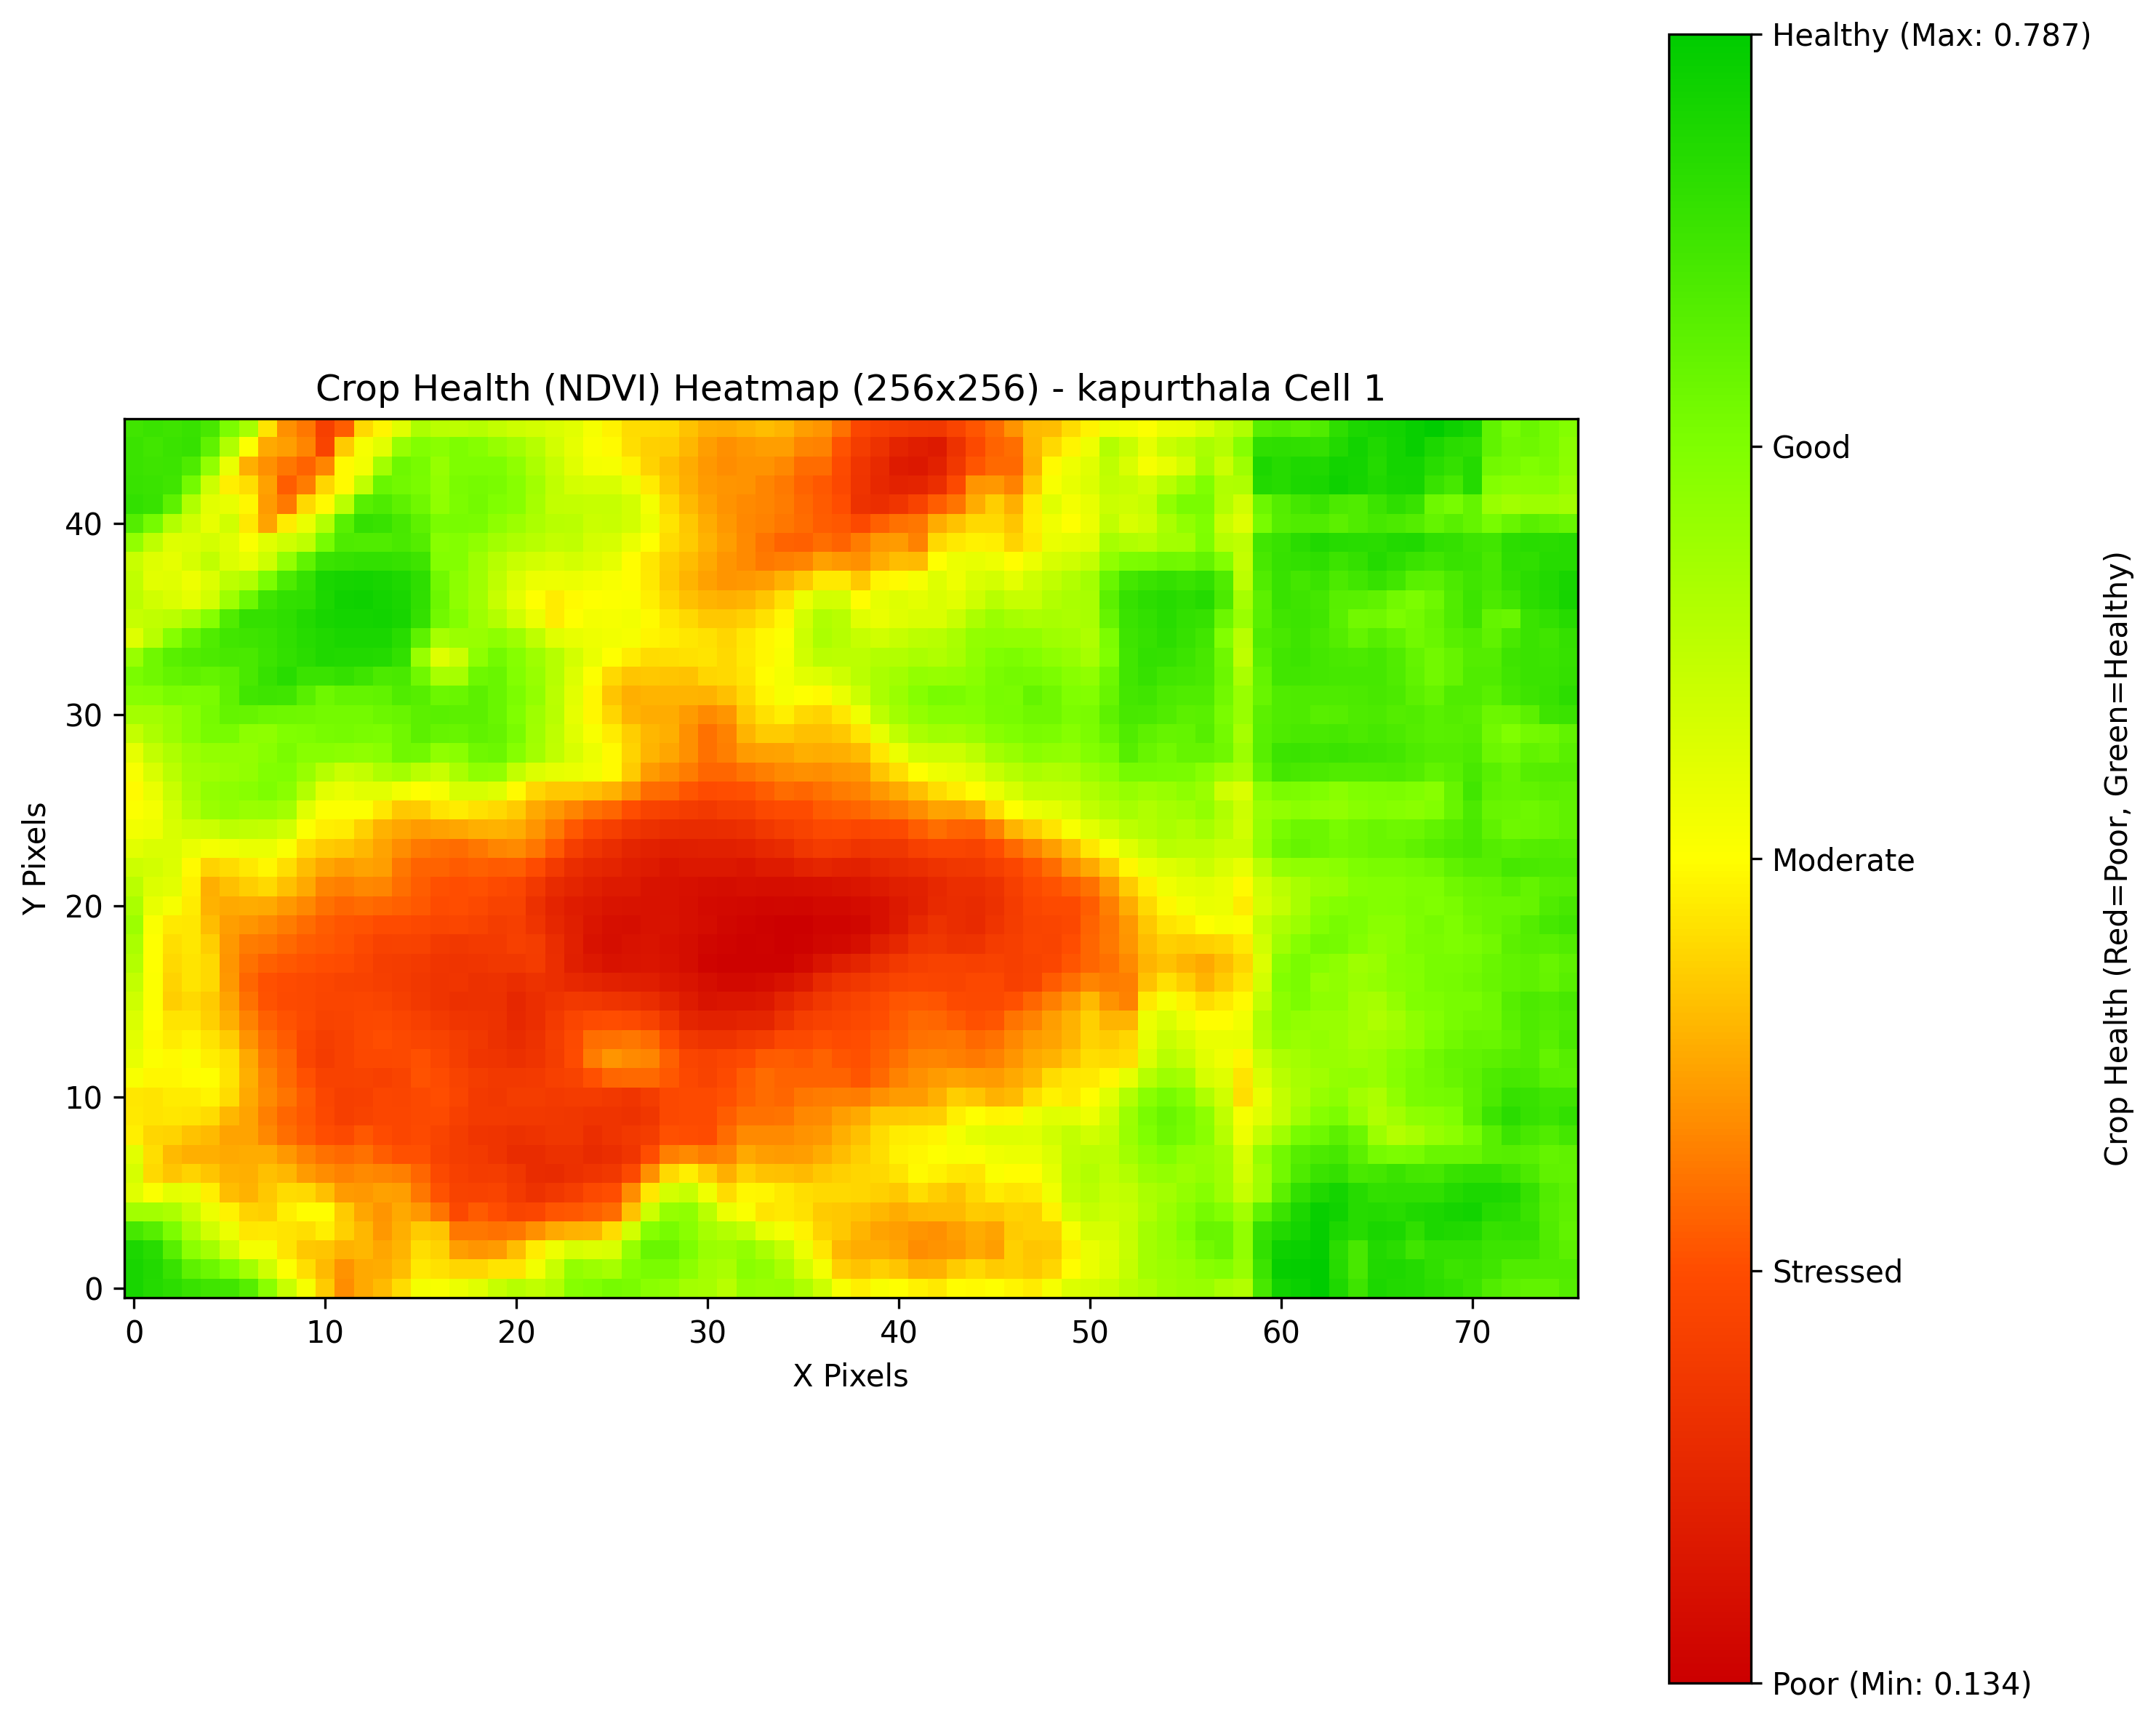 Crop Health (NDVI) Heatmap (256x256) - kapurthala Cell 1
Y Pixels
40
30
20
10
0
0 10 20 30 40 50 60 70
X Pixels
Healthy (Max: 0.787)
Good
Moderate
Stressed
Poor (Min: 0.134)
Crop Health (Red=Poor, Green=Healthy)